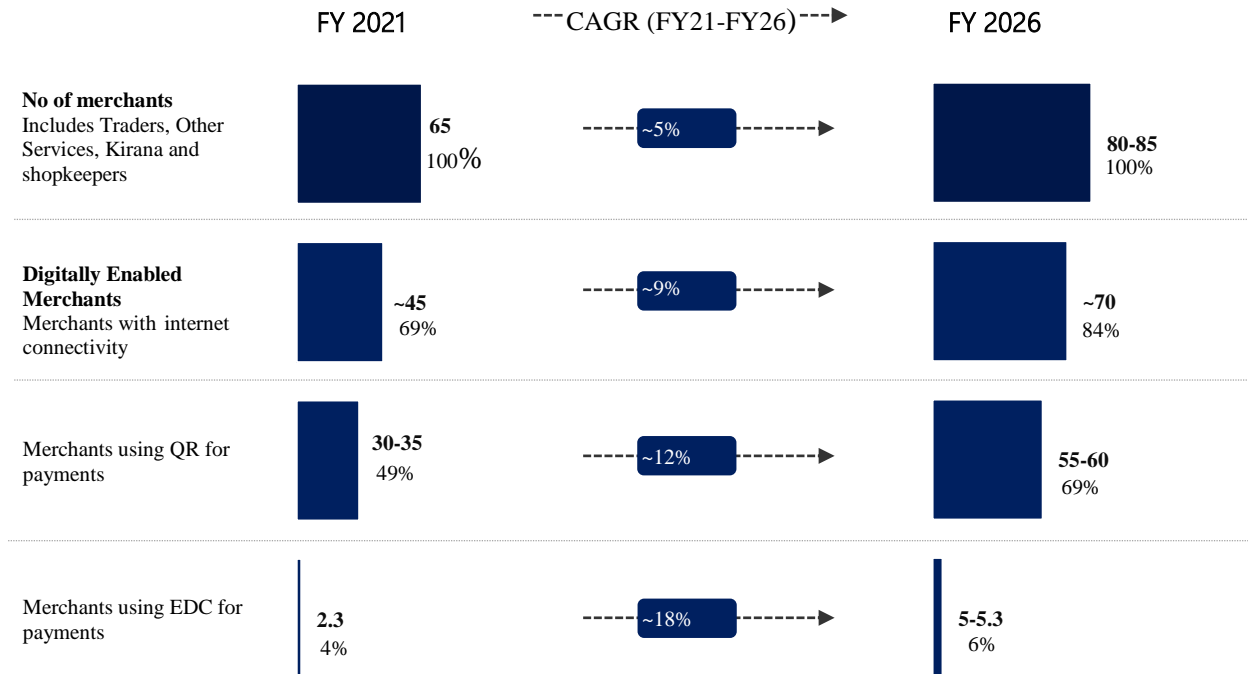 FY 2021
CAGR (FY21-FY26)
FY 2026
No of merchants
Includes Traders, Other
Services, Kirana and
shopkeepers
65
100%
~5%
80-85
100%
Digitally Enabled
Merchants
Merchants with internet
connectivity
~45
69%
~9%
~70
84%
Merchants using QR for
payments
30-35
49%
~12%
55-60
69%
Merchants using EDC for
payments
2.3
4%
~18%
5-5.3
6%